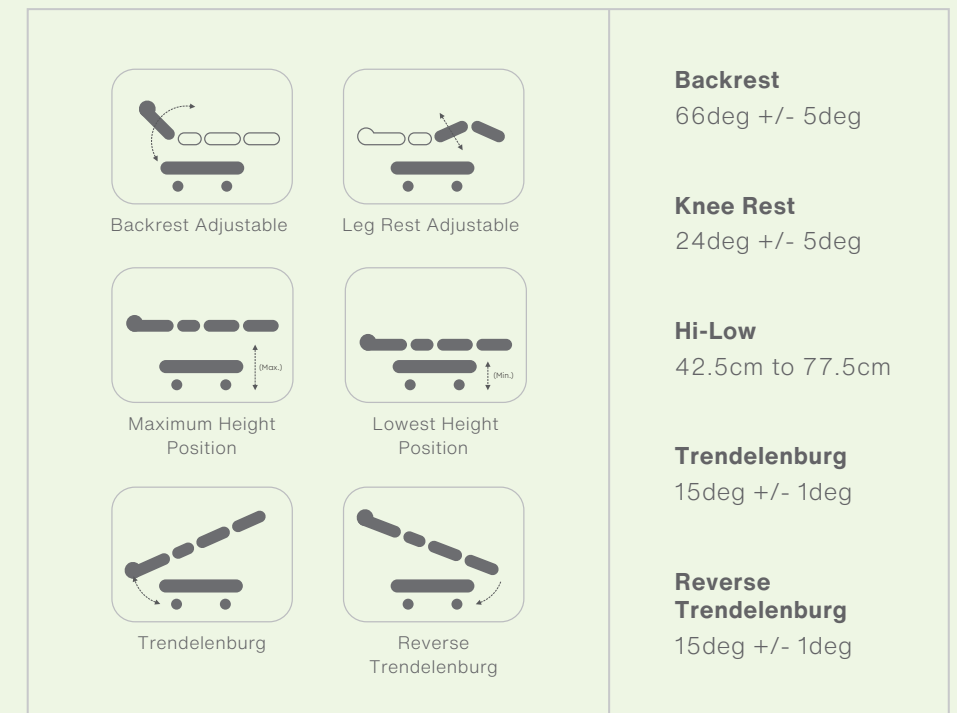 Backrest Adjustable
Leg Rest Adjustable
(Max.)
(Min.)
Maximum Height
Position
Lowest Height
Position
Trendelenburg
Reverse
Trendelenburg
Backrest
66deg +/- 5deg
Knee Rest
24deg +/- 5deg
Hi-Low
42.5cm to 77.5cm
Trendelenburg
15deg +/- 1deg
Reverse
Trendelenburg
15deg +/- 1deg